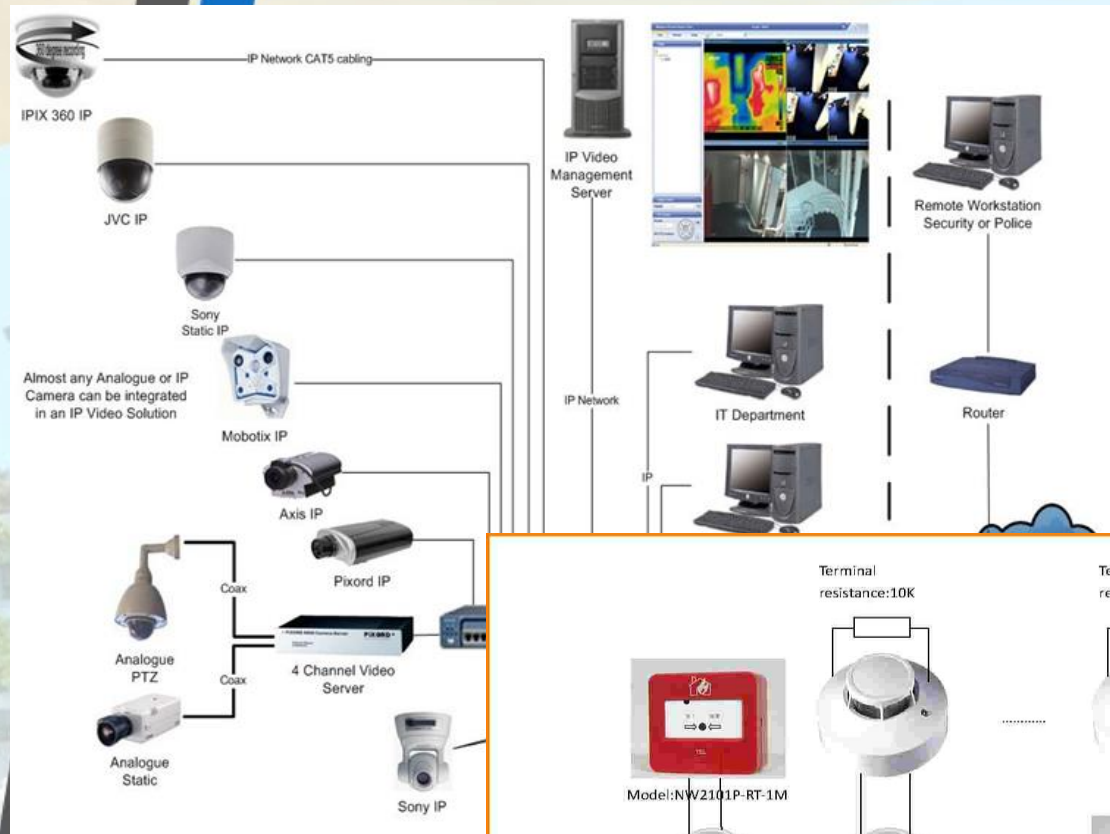 360 degree recording
IPIX 360 IP
IP Network CAT5 cabling
JVC IP
Sony
Static IP
Almost any Analogue or IP
Camera can be integrated
in an IP Video Solution
Mobotix IP
Axis IP
Pixord IP
Analogue
PTZ
Coax
Coax
PIXORD
4 Channel Video
Server
Analogue
Static
Sony IP
IP Video
Management
Server
IP Network
IP
IT Department
Remote Workstation
Security or Police
Router
Terminal
resistance:10K
Te
re
Model:NW2101P-RT-1M